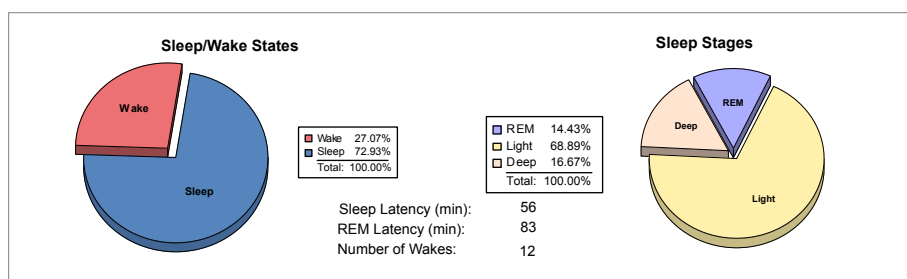 Sleep/Wake States
Wake
Sleep
Wake 27.07%
Sleep 72.93%
Total: 100.00%
Sleep Stages
REM
Deep
Light
REM 14.43%
Light 68.89%
Deep 16.67%
Total: 100.00%
Sleep Latency (min): 56
REM Latency (min): 83
Number of Wakes: 12